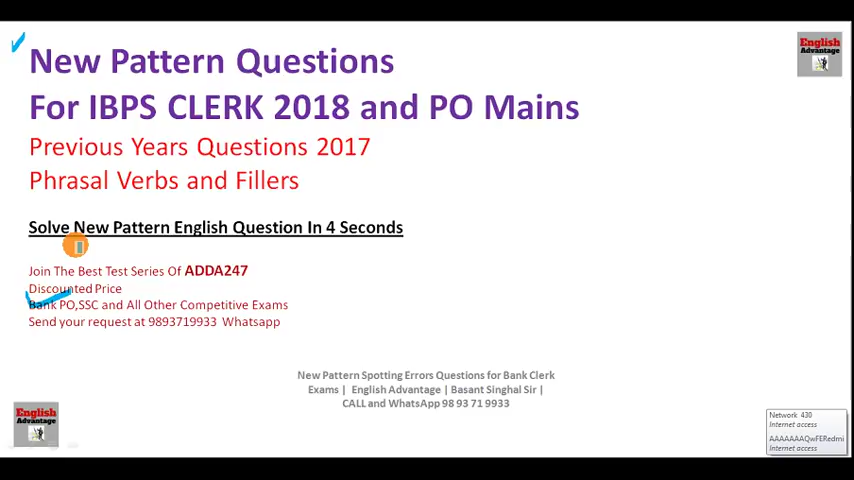 New Pattern Questions
For IBPS CLERK 2018 and PO Mains
Previous Years Questions 2017
Phrasal Verbs and Fillers
Solve New Pattern English Question In 4 Seconds
Join The Best Test Series Of ADDA247
Discounted Price
Bank PO,SSC and All Other Competitive Exams
Send your request at 9893719933 Whatsapp
New Pattern Spotting Errors Questions for Bank Clerk
Exams | English Advantage | Basant Singhal Sir |
CALL and WhatsApp 98 93 71 9933
English
Advantage
English
Advantage
Network 430
Internet access
AAAAAAAQwFERedmi
Internet access